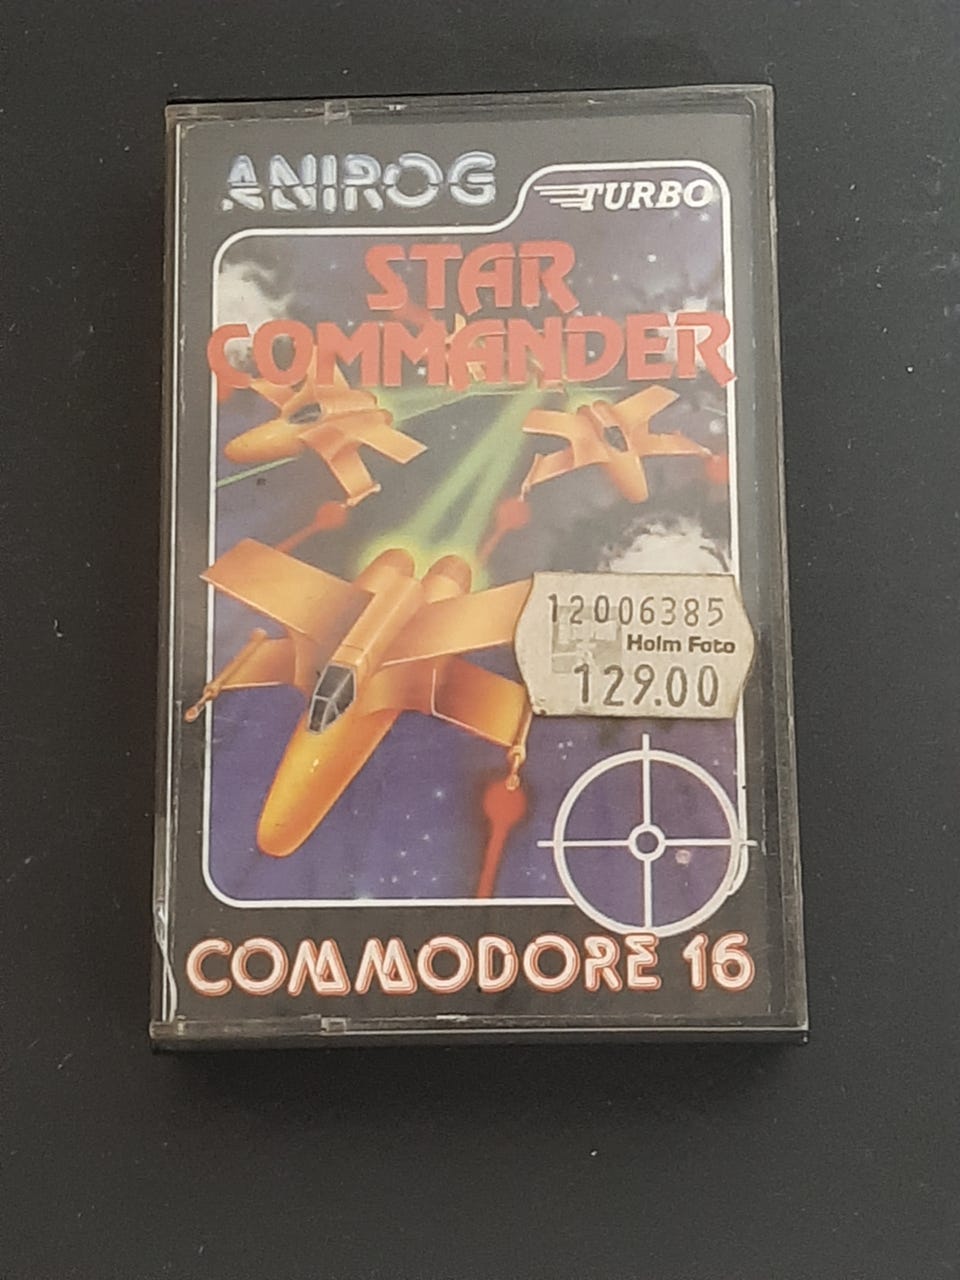 ANIROG
TURBO
STAR
COMMANDER
12006385
Holm Foto
129.00
COMMODORE 16